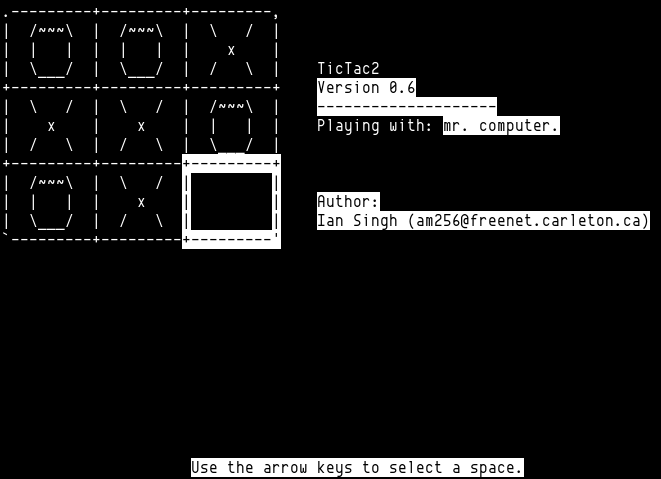 TicTac2
Version 0.6
--------------------
Playing with: mr. computer.
Author:
Ian Singh (am256@freenet.carleton.ca)
Use the arrow keys to select a space.